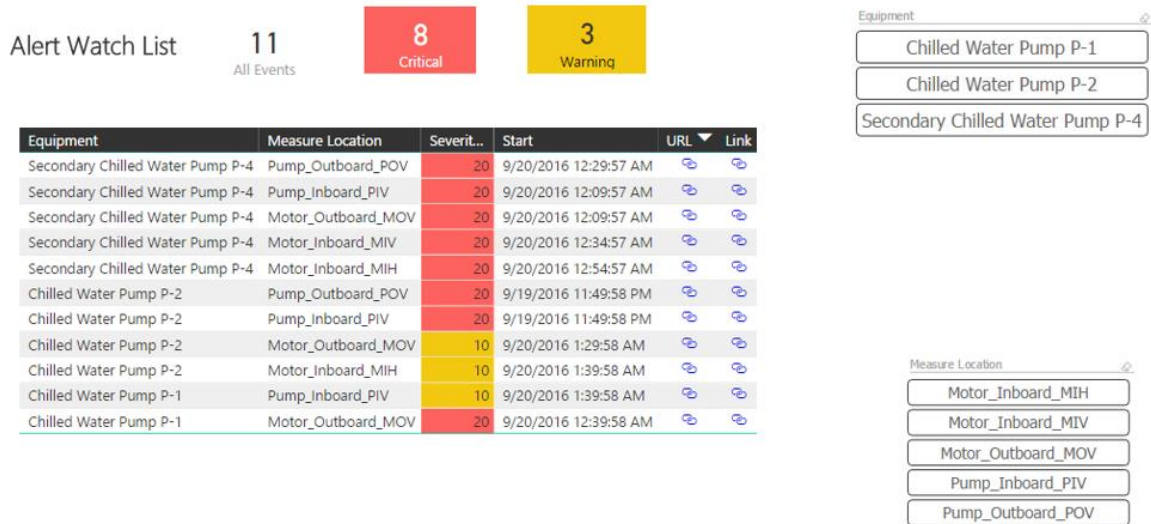 Alert Watch List
11
All Events
8
Critical
3
Warning
Equipment
Chilled Water Pump P-1
Chilled Water Pump P-2
Secondary Chilled Water Pump P-4
Equipment Measure Location Severit... Start URL Link
Secondary Chilled Water Pump P-4 Pump_Outboard_POV 20 9/20/2016 12:29:57 AM
Secondary Chilled Water Pump P-4 Pump_Inboard_PIV 20 9/20/2016 12:09:57 AM
Secondary Chilled Water Pump P-4 Motor_Outboard_MOV 20 9/20/2016 12:09:57 AM
Secondary Chilled Water Pump P-4 Motor_Inboard_MIV 20 9/20/2016 12:34:57 AM
Secondary Chilled Water Pump P-4 Motor_Inboard_MIH 20 9/20/2016 12:54:57 AM
Chilled Water Pump P-2 Pump_Outboard_POV 20 9/19/2016 11:49:58 PM
Chilled Water Pump P-2 Pump_Inboard_PIV 20 9/19/2016 11:49:58 PM
Chilled Water Pump P-2 Motor_Outboard_MOV 10 9/20/2016 1:29:58 AM
Chilled Water Pump P-2 Motor_Inboard_MIH 10 9/20/2016 1:39:58 AM
Chilled Water Pump P-1 Pump_Inboard_PIV 10 9/20/2016 1:39:58 AM
Chilled Water Pump P-1 Motor_Outboard_MOV 20 9/20/2016 12:39:58 AM
Measure Location
Motor_Inboard_MIH
Motor_Inboard_MIV
Motor_Outboard_MOV
Pump_Inboard_PIV
Pump_Outboard_POV